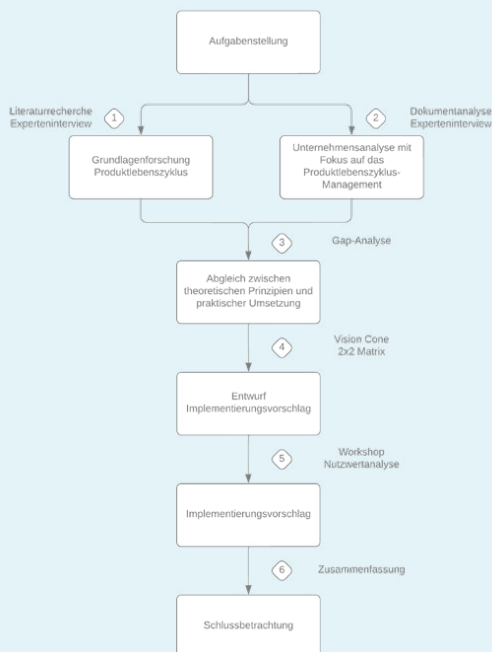 Aufgabenstellung
Literaturrecherche
Experteninterview
1
2
Dokumentanalyse
Experteninterview
Grundlagenforschung
Produktlebenszyklus
Unternehmensanalyse mit
Fokus auf das
Produktlebenszyklus-
Management
3
Gap-Analyse
Abgleich zwischen
theoretischen Prinzipien und
praktischer Umsetzung
4
Vision Cone
2x2 Matrix
Entwurf
Implementierungsvorschlag
5
Workshop
Nutzwertanalyse
Implementierungsvorschlag
6
Zusammenfassung
Schlussbetrachtung